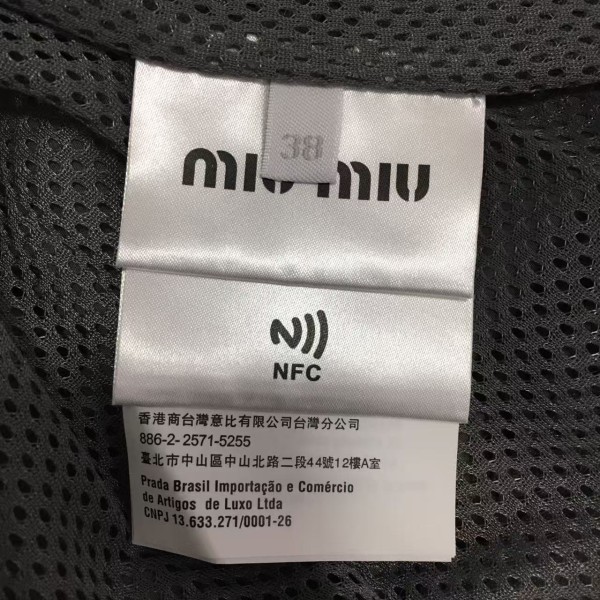 38
miu miu
NFC
香港商台灣意比有限公司台灣分公司
886-2- 2571-5255
臺北市中山區中山北路二段44號12樓A室
Prada Brasil Importação e Comércio
de Artigos de Luxo Ltda
CNPJ 13.633.271/0001-26